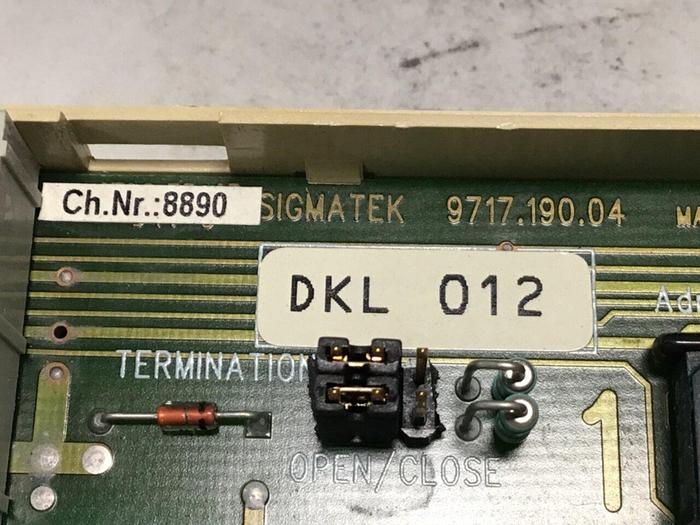 Ch.Nr.:8890
SIGMATEK 9717.190.04
DKL 012
TERMINATION
OPEN/CLOSE
1